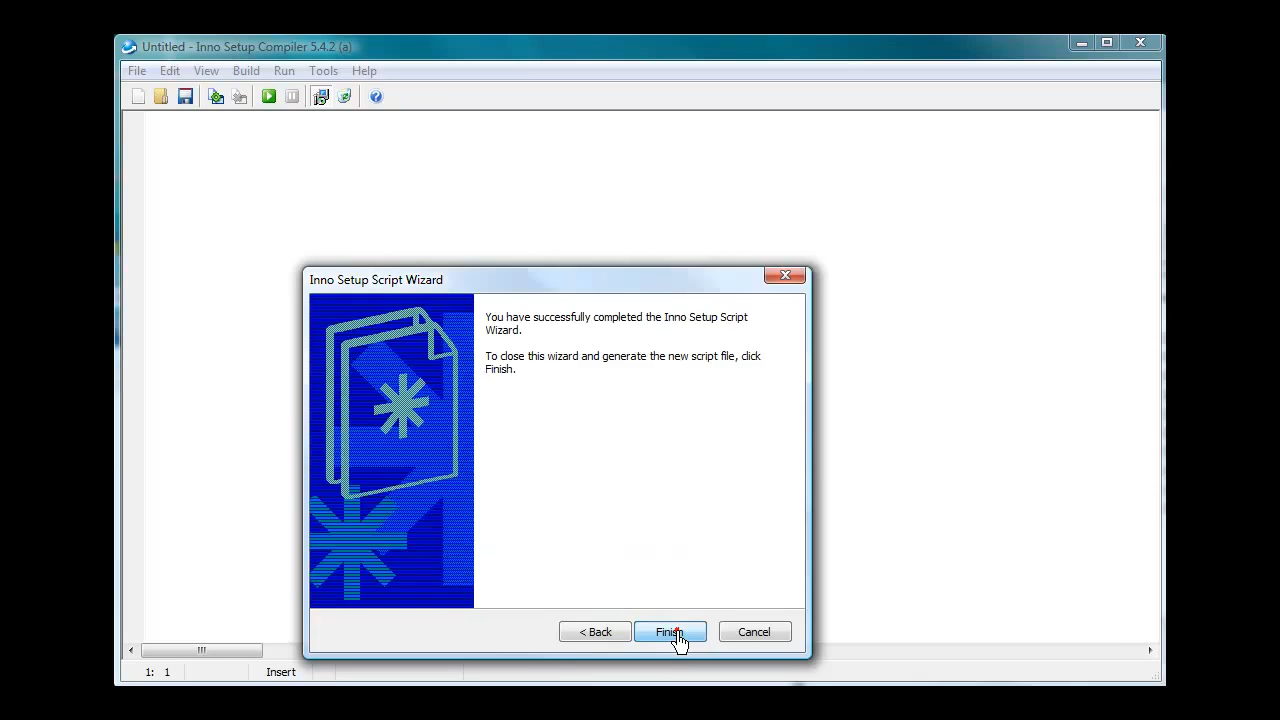 Untitled - Inno Setup Compiler 5.4.2 (a)
File Edit View Build Run Tools Help
Inno Setup Script Wizard
You have successfully completed the Inno Setup Script
Wizard.
To close this wizard and generate the new script file, click
Finish.
< Back Finish Cancel
1: 1 Insert